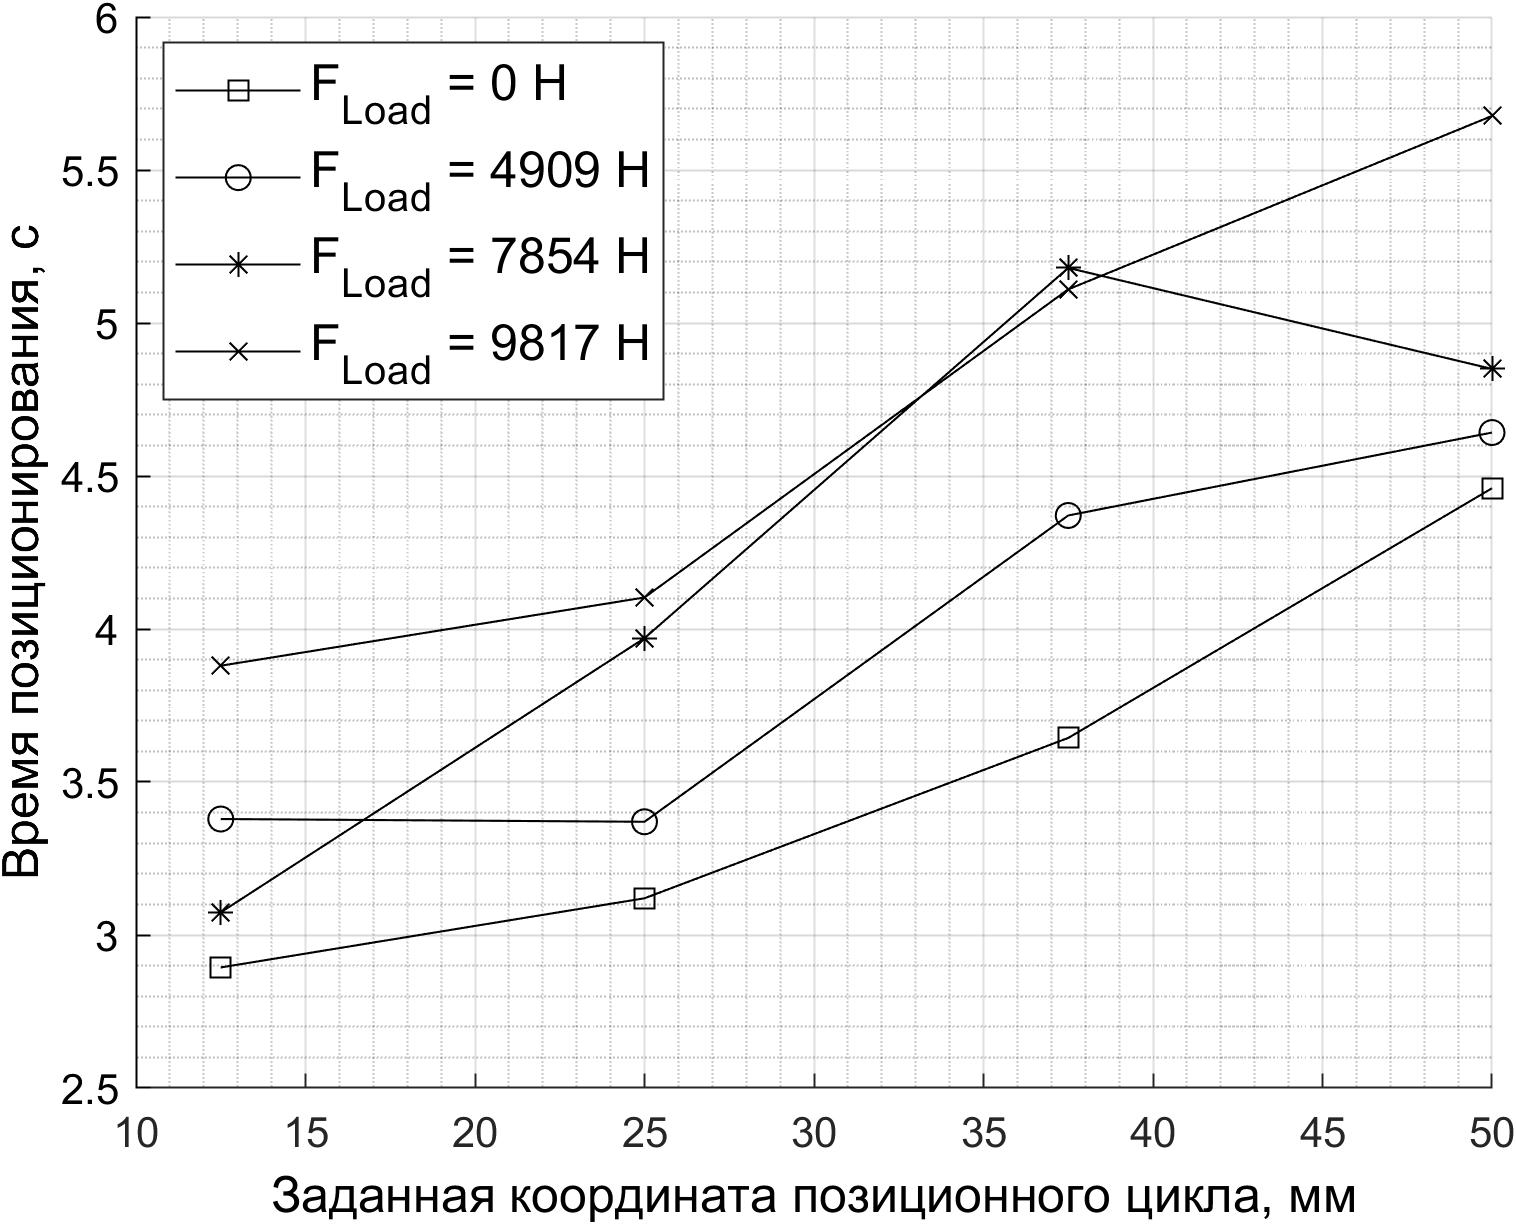 6
5.5
5
4.5
4
3.5
3
2.5
Время позиционирования, с
F_Load = 0 Н
F_Load = 4909 Н
F_Load = 7854 Н
F_Load = 9817 Н
10 15 20 25 30 35 40 45 50
Заданная координата позиционного цикла, мм